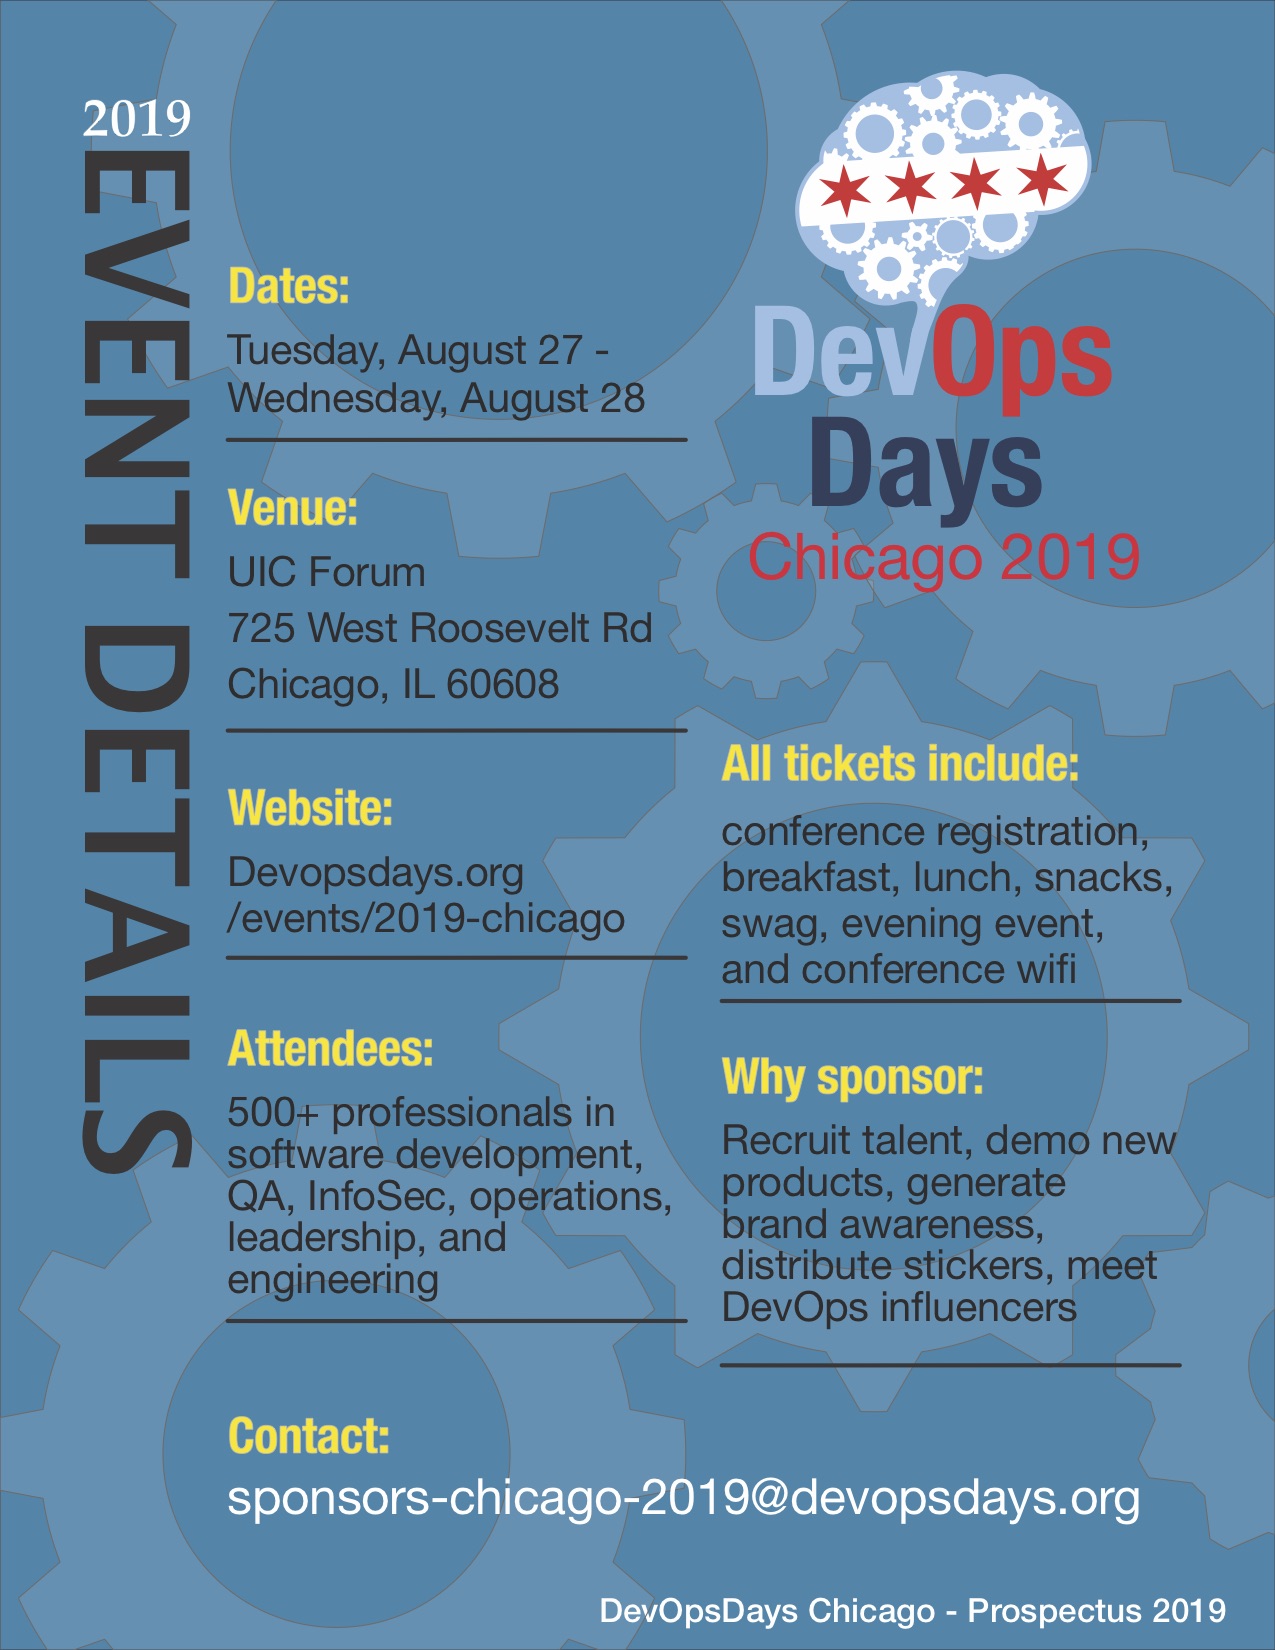 2019
EVENT DETAILS
Dates:
Tuesday, August 27 -
Wednesday, August 28
Venue:
UIC Forum
725 West Roosevelt Rd
Chicago, IL 60608
Website:
Devopsdays.org
/events/2019-chicago
Attendees:
500+ professionals in
software development,
QA, InfoSec, operations,
leadership, and
engineering
DevOps
Days
Chicago 2019
All tickets include:
conference registration,
breakfast, lunch, snacks,
swag, evening event,
and conference wifi
Why sponsor:
Recruit talent, demo new
products, generate
brand awareness,
distribute stickers, meet
DevOps influencers
Contact:
sponsors-chicago-2019@devopsdays.org
DevOpsDays Chicago - Prospectus 2019